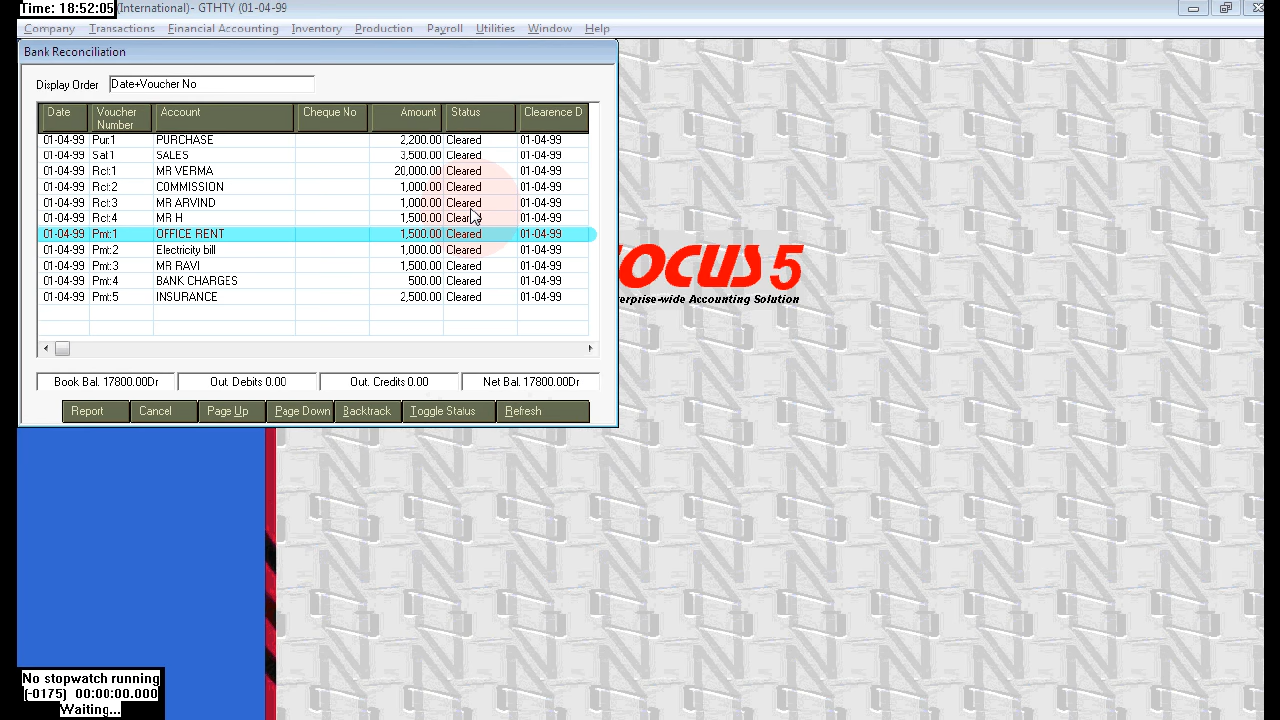 Time: 18:52:05 (International)- GTHTY (01-04-99
Company Transactions Financial Accounting Inventory Production Payroll Utilities Window Help
Bank Reconciliation
Display Order Date+Voucher No
Date Voucher Number Account Cheque No Amount Status Clearence D
01-04-99 Pur:1 PURCHASE 2,200.00 Cleared 01-04-99
01-04-99 Sal:1 SALES 3,500.00 Cleared 01-04-99
01-04-99 Rct:1 MR VERMA 20,000.00 Cleared 01-04-99
01-04-99 Rct:2 COMMISSION 1,000.00 Cleared 01-04-99
01-04-99 Rct:3 MR ARVIND 1,000.00 Cleared 01-04-99
01-04-99 Rct:4 MR H 1,500.00 Cleared 01-04-99
01-04-99 Pmt:1 OFFICE RENT 1,500.00 Cleared 01-04-99
01-04-99 Pmt:2 Electricity bill 1,000.00 Cleared 01-04-99
01-04-99 Pmt:3 MR RAVI 1,500.00 Cleared 01-04-99
01-04-99 Pmt:4 BANK CHARGES 500.00 Cleared 01-04-99
01-04-99 Pmt:5 INSURANCE 2,500.00 Cleared 01-04-99
Book Bal. 17800.00Dr Out. Debits 0.00 Out. Credits 0.00 Net Bal. 17800.00Dr
Report Cancel Page Up Page Down Backtrack Toggle Status Refresh
OCUS 5
erprise-wide Accounting Solution
No stopwatch running
(-0175) 00:00:00.000
Waiting...